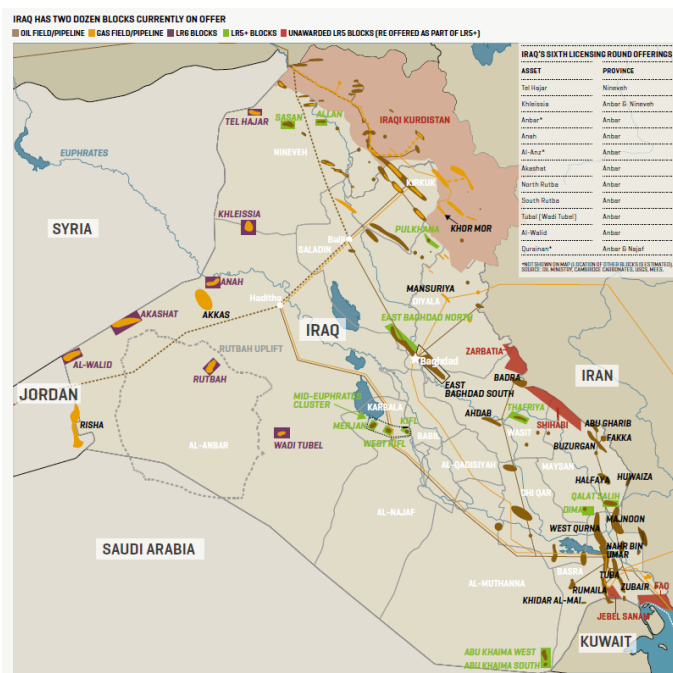 IRAQ HAS TWO DOZEN BLOCKS CURRENTLY ON OFFER
OIL FIELD/PIPELINE GAS FIELD/PIPELINE LR6 BLOCKS LR5+ BLOCKS UNAWARDED LR5 BLOCKS (RE OFFERED AS PART OF LR5+)
IRAQ'S SIXTH LICENSING ROUND OFFERINGS
ASSET PROVINCE
Tel Hajar Nineveh
Khleissia Anbar & Nineveh
Anbar* Anbar
Anah Anbar
Al-Anz* Anbar
Akashat Anbar
North Rutba Anbar
South Rutba Anbar
Tubal (Wadi Tubel) Anbar
Al-Walid Anbar
Qurainan* Anbar & Najaf
*NOT SHOWN ON MAP (LOCATION OF OTHER BLOCKS IS ESTIMATED).
SOURCE: OIL MINISTRY, CAMBRIDGE CARBONATES, USGS, MEES.
TEL HAJAR
SASAN
ALLAN
IRAQI KURDISTAN
EUPHRATES
NINEVEH
KIRKUK
SYRIA
KHLEISSIA
KHOR MOR
PULKHANA
SALADIN
Baiji
ANAH
MANSURIYA
DIYALA
AKKAS
Haditha
AKASHAT
EAST BAGHDAD NORTH
IRAQ
RUTBAH UPLIFT
AL-WALID
Baghdad
ZARBATIA
RUTBAH
IRAN
BADRA
EAST
BAGHDAD SOUTH
JORDAN
MID-EUPHRATES
CLUSTER
KARBALA
THAFRIYA
AHDAB
RISHA
MERJAN
KIFL
SHIHABI
ABU GHARIB
WADI TUBEL
WEST KIFL
BABIL
WASIT
FAKKA
BUZURGAN
AL-ANBAR
AL-QADISIYAH
MAYSAN
HALFAYA
HUWAIZA
DHI QAR
QALAT SALIH
AL-NAJAF
DIMA
MAJNOON
WEST QURNA
SAUDI ARABIA
NAHR BIN
UMAR
BASRA
TUBA
AL-MUTHANNA
RUMAILA
ZUBAIR
FAO
KHIDAR AL-MAI...
JEBEL SANAM
KUWAIT
ABU KHAIMA WEST
ABU KHAIMA SOUTH